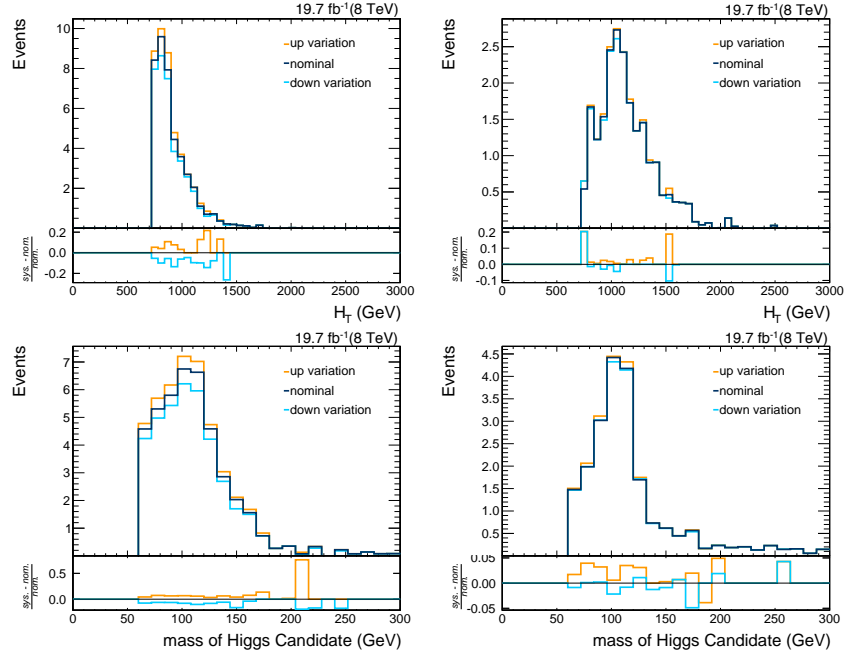 19.7 fb-1(8 TeV)
Events
10
8
6
4
2
up variation
nominal
down variation
sys. - nom.
nom.
0.2
0.0
-0.2
0 500 1000 1500 2000 2500 3000
H_T (GeV)
19.7 fb-1(8 TeV)
Events
2.5
2.0
1.5
1.0
0.5
up variation
nominal
down variation
sys. - nom.
nom.
0.2
0.1
0.0
-0.1
0 500 1000 1500 2000 2500 3000
H_T (GeV)
19.7 fb-1(8 TeV)
Events
7
6
5
4
3
2
1
up variation
nominal
down variation
sys. - nom.
nom.
0.5
0.0
0 50 100 150 200 250 300
mass of Higgs Candidate (GeV)
19.7 fb-1(8 TeV)
Events
4.5
4.0
3.5
3.0
2.5
2.0
1.5
1.0
0.5
up variation
nominal
down variation
sys. - nom.
nom.
0.05
0.00
-0.05
0 50 100 150 200 250 300
mass of Higgs Candidate (GeV)